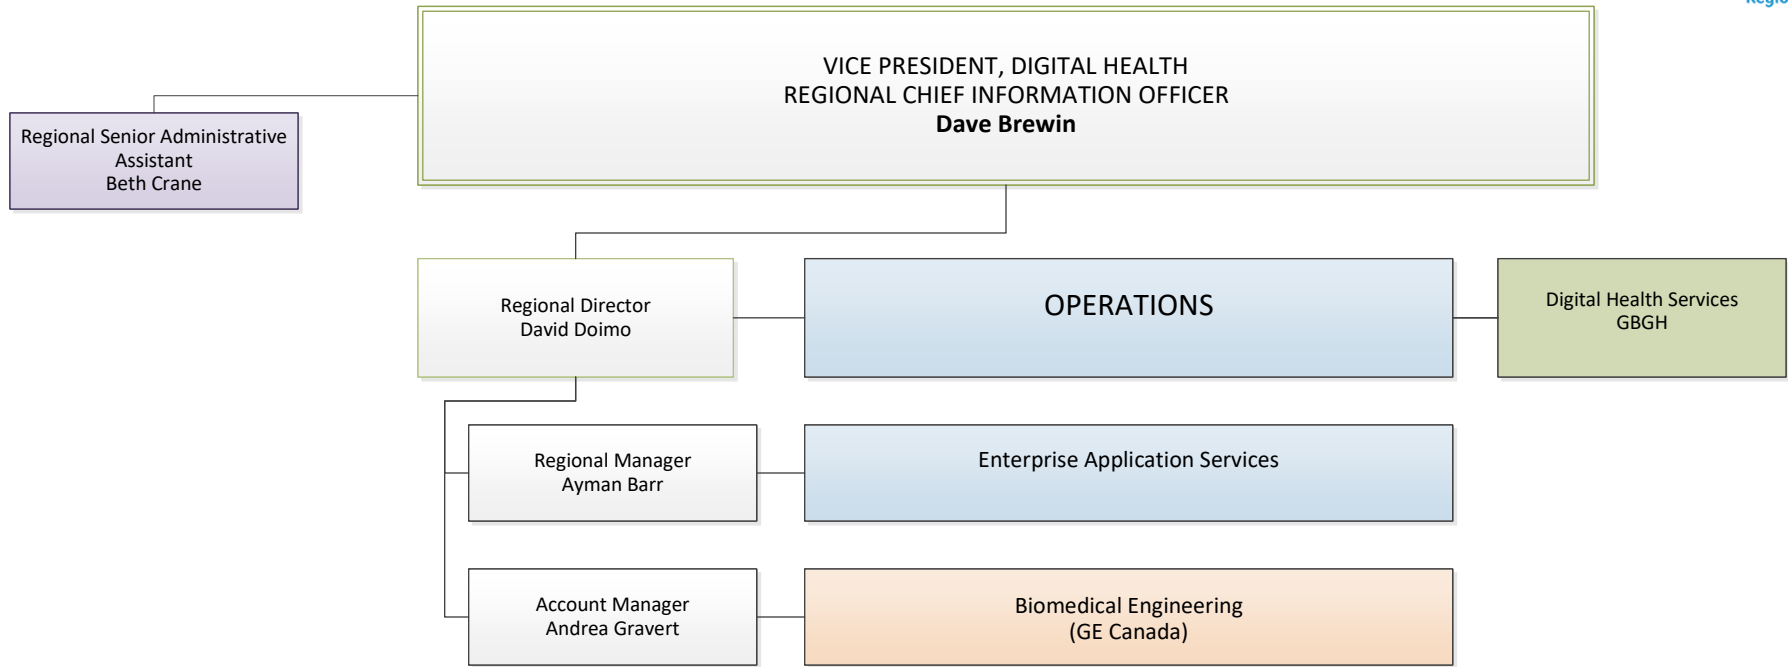 VICE PRESIDENT, DIGITAL HEALTH
REGIONAL CHIEF INFORMATION OFFICER
Dave Brewin
Regional Senior Administrative
Assistant
Beth Crane
Regional Director
David Doimo
OPERATIONS
Digital Health Services
GBGH
Regional Manager
Ayman Barr
Enterprise Application Services
Account Manager
Andrea Gravert
Biomedical Engineering
(GE Canada)